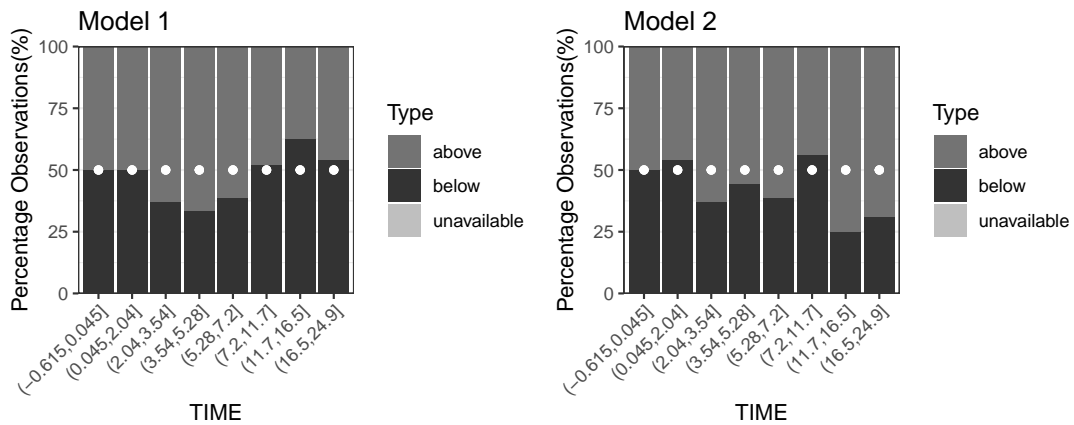 Model 1
Percentage Observations(%)
100
75
50
25
0
(−0.615,0.045]
(0.045,2.04]
(2.04,3.54]
(3.54,5.28]
(5.28,7.2]
(7.2,11.7]
(11.7,16.5]
(16.5,24.9]
TIME
Type
above
below
unavailable
Model 2
Percentage Observations(%)
100
75
50
25
0
(−0.615,0.045]
(0.045,2.04]
(2.04,3.54]
(3.54,5.28]
(5.28,7.2]
(7.2,11.7]
(11.7,16.5]
(16.5,24.9]
TIME
Type
above
below
unavailable